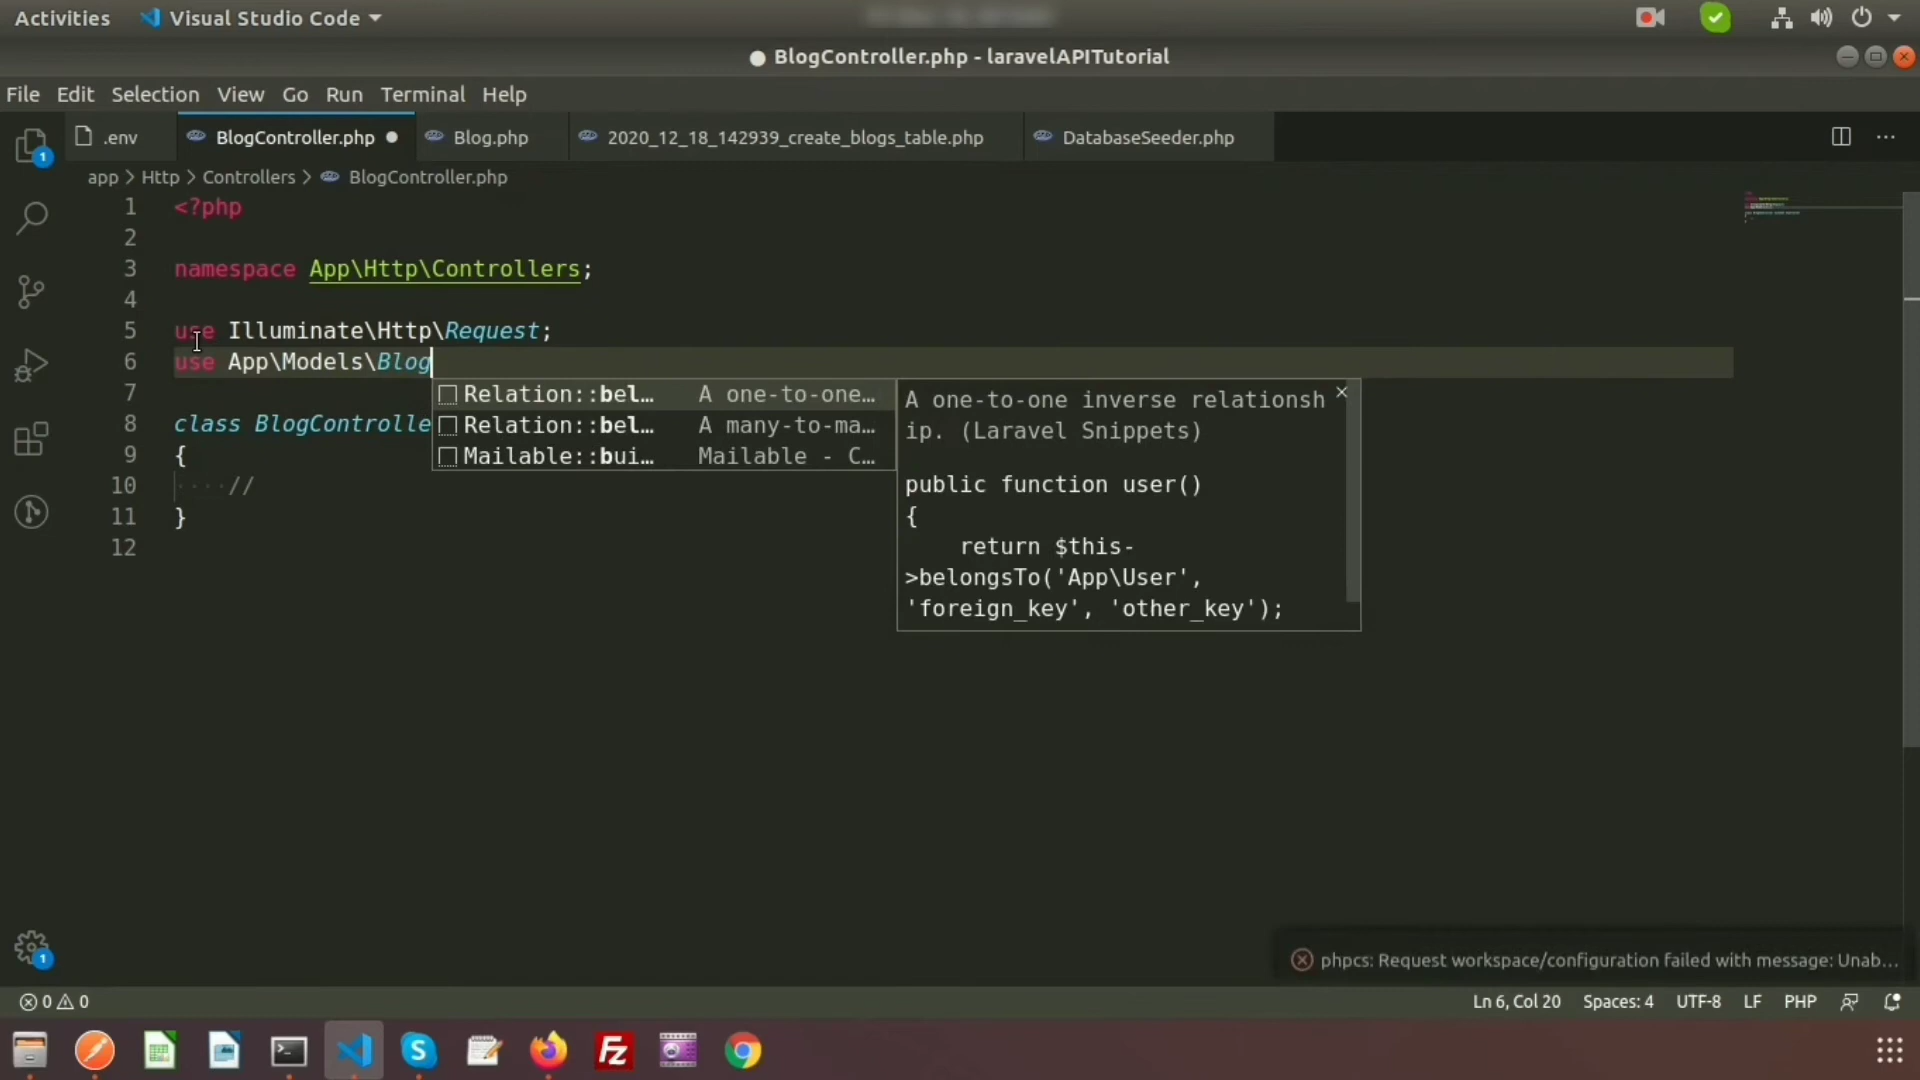 Activities Visual Studio Code
BlogController.php - laravelAPITutorial
File Edit Selection View Go Run Terminal Help
.env BlogController.php Blog.php 2020_12_18_142939_create_blogs_table.php DatabaseSeeder.php ...
1
app > Http > Controllers > BlogController.php
1 <?php
2
3 namespace App\Http\Controllers;
4
5 use Illuminate\Http\Request;
6 use App\Models\Blog
7
Relation::bel… A one-to-one…
Relation::bel… A many-to-ma…
Mailable::bui… Mailable - C…
A one-to-one inverse relationsh
ip. (Laravel Snippets)
public function user()
{
return $this-
>belongsTo('App\User',
'foreign_key', 'other_key');
8 class BlogControlle
9 {
10 ····//
11 }
12
1
phpcs: Request workspace/configuration failed with message: Unab...
0 0 Ln 6, Col 20 Spaces: 4 UTF-8 LF PHP
S Fz